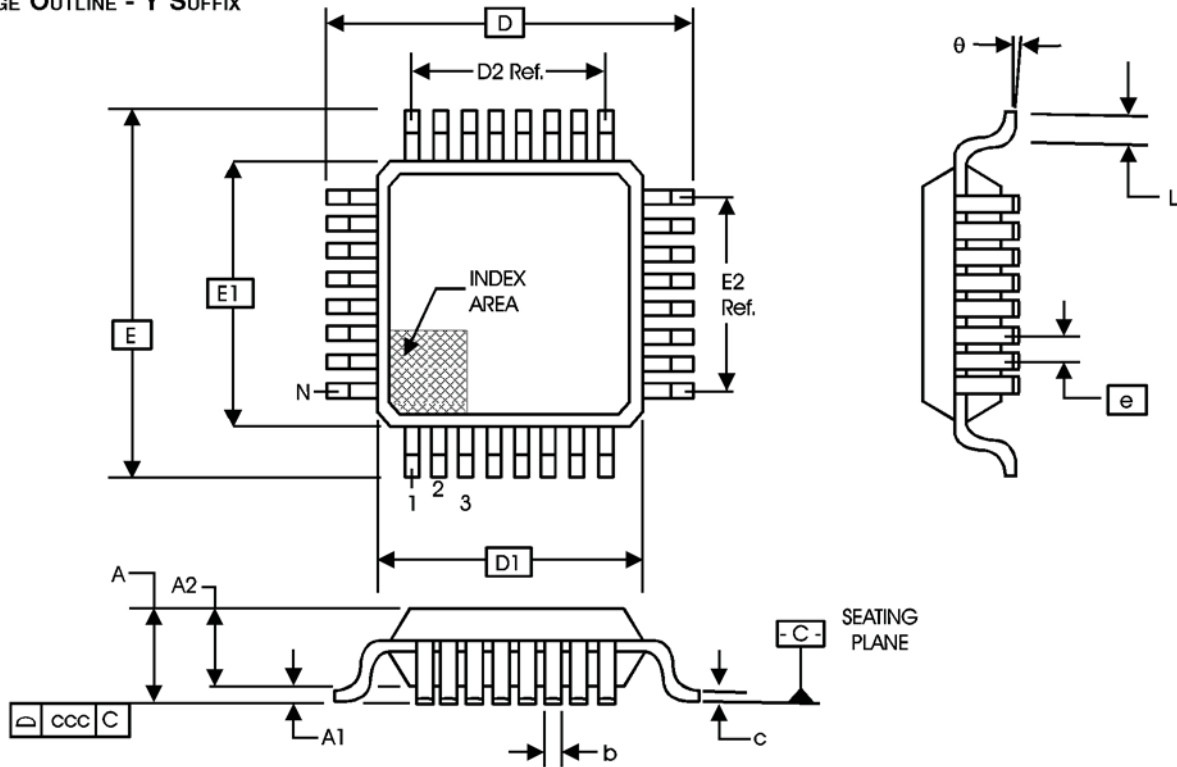 GE OUTLINE - Y SUFFIX
D
D2 Ref.
θ
L
E1
E
INDEX
AREA
E2
Ref.
N
1
2
3
e
D1
A
A2
- C -
SEATING
PLANE
ccc C
A1
b
c